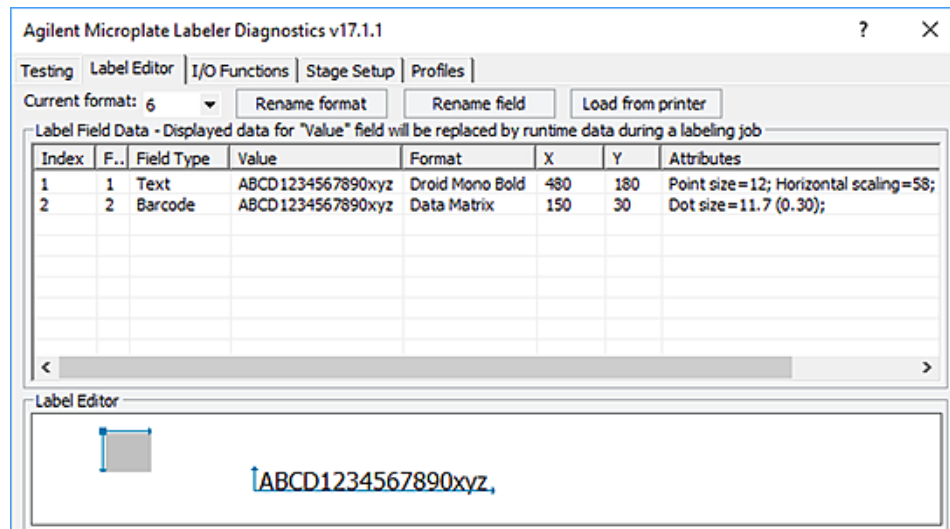 Agilent Microplate Labeler Diagnostics v17.1.1 ?
Testing Label Editor I/O Functions Stage Setup Profiles
Current format: 6 Rename format Rename field Load from printer
Label Field Data - Displayed data for "Value" field will be replaced by runtime data during a labeling job
Index F.. Field Type Value Format X Y Attributes
1 1 Text ABCD1234567890xyz Droid Mono Bold 480 180 Point size=12; Horizontal scaling=58;
2 2 Barcode ABCD1234567890xyz Data Matrix 150 30 Dot size=11.7 (0.30);
Label Editor
ABCD1234567890xyz